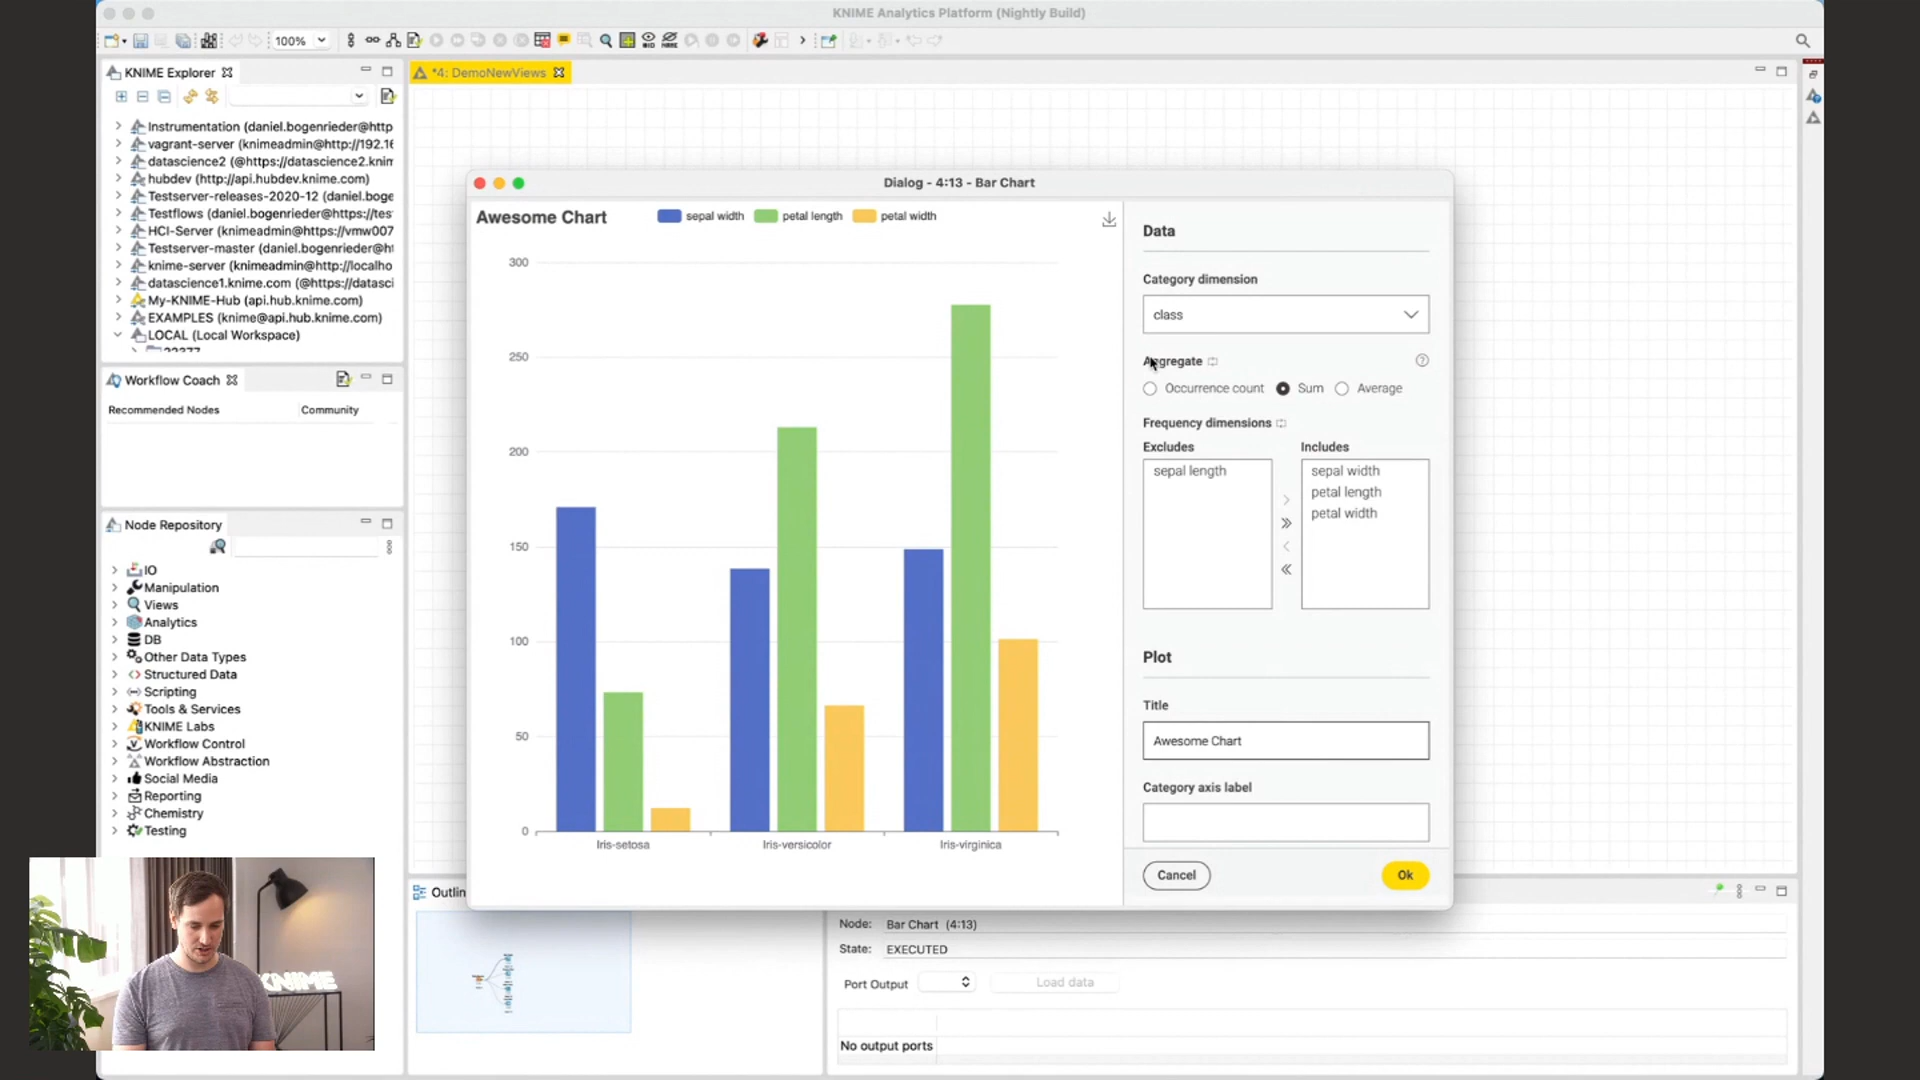 KNIME Analytics Platform (Nightly Build)
100%
KNIME Explorer
*4: DemoNewViews
Instrumentation (daniel.bogenrieder@http
vagrant-server (knimeadmin@http://192.16
datascience2 (@https://datascience2.knim
hubdev (http://api.hubdev.knime.com)
Testserver-releases-2020-12 (daniel.boge
Testflows (daniel.bogenrieder@https://tes
HCI-Server (knimeadmin@https://vmw007
Testserver-master (daniel.bogenrieder@ht
knime-server (knimeadmin@http://localho
datascience1.knime.com (@https://datasci
My-KNIME-Hub (api.hub.knime.com)
EXAMPLES (knime@api.hub.knime.com)
LOCAL (Local Workspace)
Workflow Coach
Recommended Nodes
Community
Node Repository
IO
Manipulation
Views
Analytics
DB
Other Data Types
Structured Data
Scripting
Tools & Services
KNIME Labs
Workflow Control
Workflow Abstraction
Social Media
Reporting
Chemistry
Testing
Dialog - 4:13 - Bar Chart
Awesome Chart
sepal width
petal length
petal width
300
250
200
150
100
50
0
Iris-setosa
Iris-versicolor
Iris-virginica
Data
Category dimension
class
Aggregate
Occurrence count
Sum
Average
Frequency dimensions
Excludes
Includes
sepal length
sepal width
petal length
petal width
Plot
Title
Awesome Chart
Category axis label
Cancel
Ok
Outlin
Node: Bar Chart (4:13)
State: EXECUTED
Port Output
Load data
No output ports
KNIME